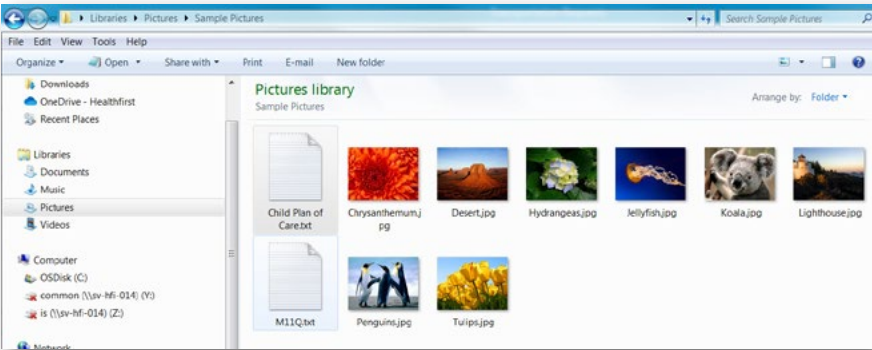 Libraries ▸ Pictures ▸ Sample Pictures
Search Sample Pictures
File Edit View Tools Help
Organize Open Share with Print E-mail New folder
Downloads
OneDrive - Healthfirst
Recent Places
Libraries
Documents
Music
Pictures
Videos
Computer
OSDisk (C:)
common (\\sv-hfi-014) (Y:)
is (\\sv-hfi-014) (Z:)
Network
Pictures library
Sample Pictures
Arrange by: Folder
Child Plan of
Care.txt
Chrysanthemum.j
pg
Desert.jpg
Hydrangeas.jpg
Jellyfish.jpg
Koala.jpg
Lighthouse.jpg
M11Q.txt
Penguins.jpg
Tulips.jpg